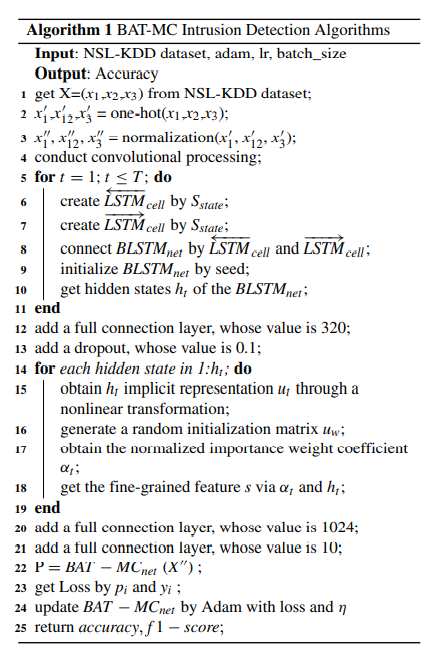 Algorithm 1 BAT-MC Intrusion Detection Algorithms
Input: NSL-KDD dataset, adam, lr, batch_size
Output: Accuracy
1 get X=(x₁,x₂,x₃) from NSL-KDD dataset;
2 x′₁,x′₁₂,x′₃ = one-hot(x₁,x₂,x₃);
3 x″₁, x″₁₂, x″₃ = normalization(x′₁, x′₁₂, x′₃);
4 conduct convolutional processing;
5 for t = 1; t ≤ T; do
6 create ←LSTM cell by Sstate;
7 create →LSTM cell by Sstate;
8 connect BLSTMnet by ←LSTM cell and →LSTM cell;
9 initialize BLSTMnet by seed;
10 get hidden states hₜ of the BLSTMnet;
11 end
12 add a full connection layer, whose value is 320;
13 add a dropout, whose value is 0.1;
14 for each hidden state in 1:hₜ; do
15 obtain hₜ implicit representation uₜ through a
nonlinear transformation;
16 generate a random initialization matrix u_w;
17 obtain the normalized importance weight coefficient
αₜ;
18 get the fine-grained feature s via αₜ and hₜ;
19 end
20 add a full connection layer, whose value is 1024;
21 add a full connection layer, whose value is 10;
22 P = BAT − MCnet (X″) ;
23 get Loss by pᵢ and yᵢ ;
24 update BAT − MCnet by Adam with loss and η
25 return accuracy, f1 − score;